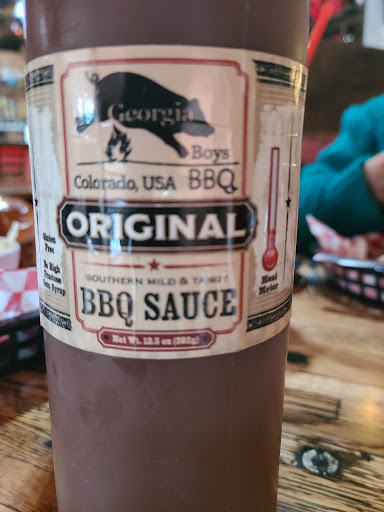 Georgia
Boys
Colorado, USA BBQ
ORIGINAL
SOUTHERN MILD & TANGY
BBQ SAUCE
Net Wt. 13.5 oz (382g)
Gluten
Free
No High
Fructose
Corn Syrup
Heat
Meter